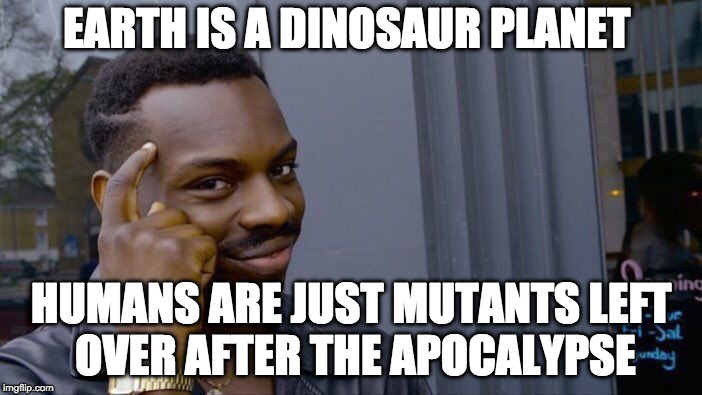 EARTH IS A DINOSAUR PLANET
HUMANS ARE JUST MUTANTS LEFT
OVER AFTER THE APOCALYPSE
imgflip.com